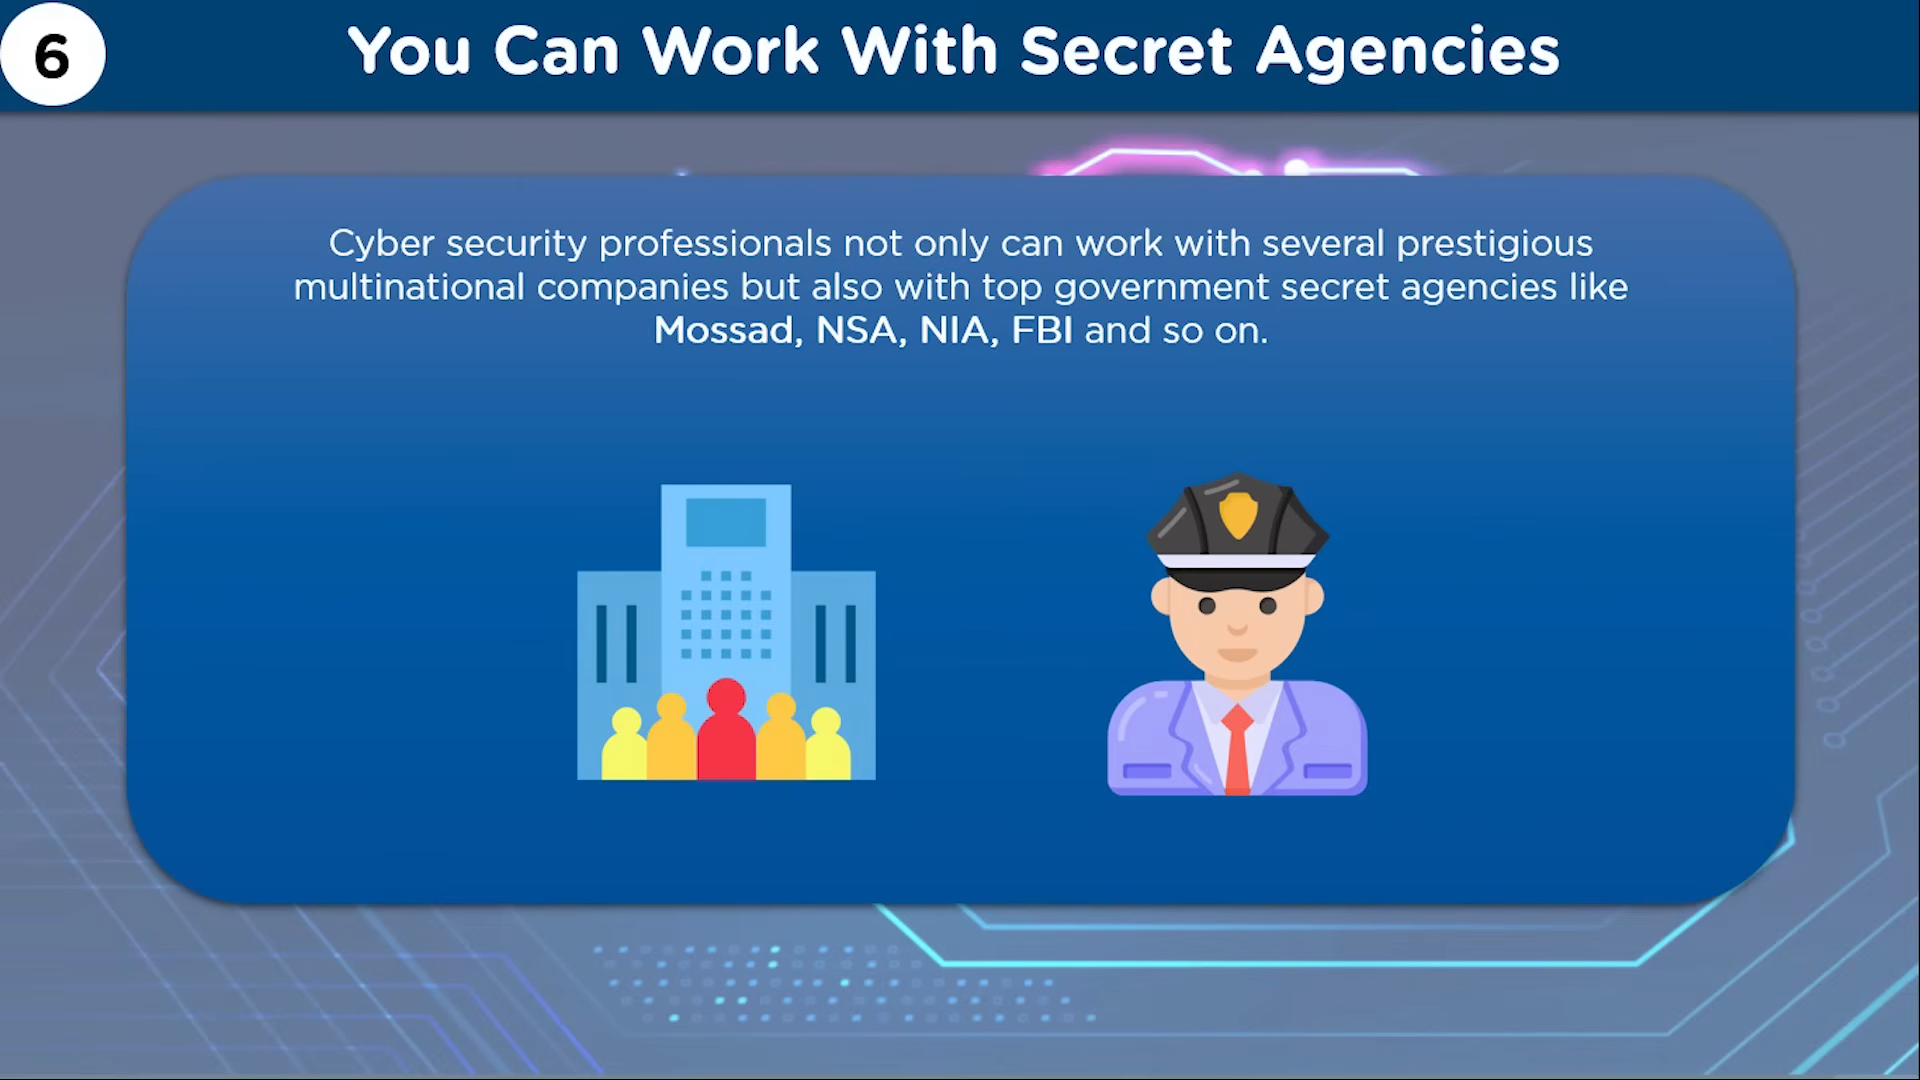 6
You Can Work With Secret Agencies
Cyber security professionals not only can work with several prestigious
multinational companies but also with top government secret agencies like
Mossad, NSA, NIA, FBI and so on.